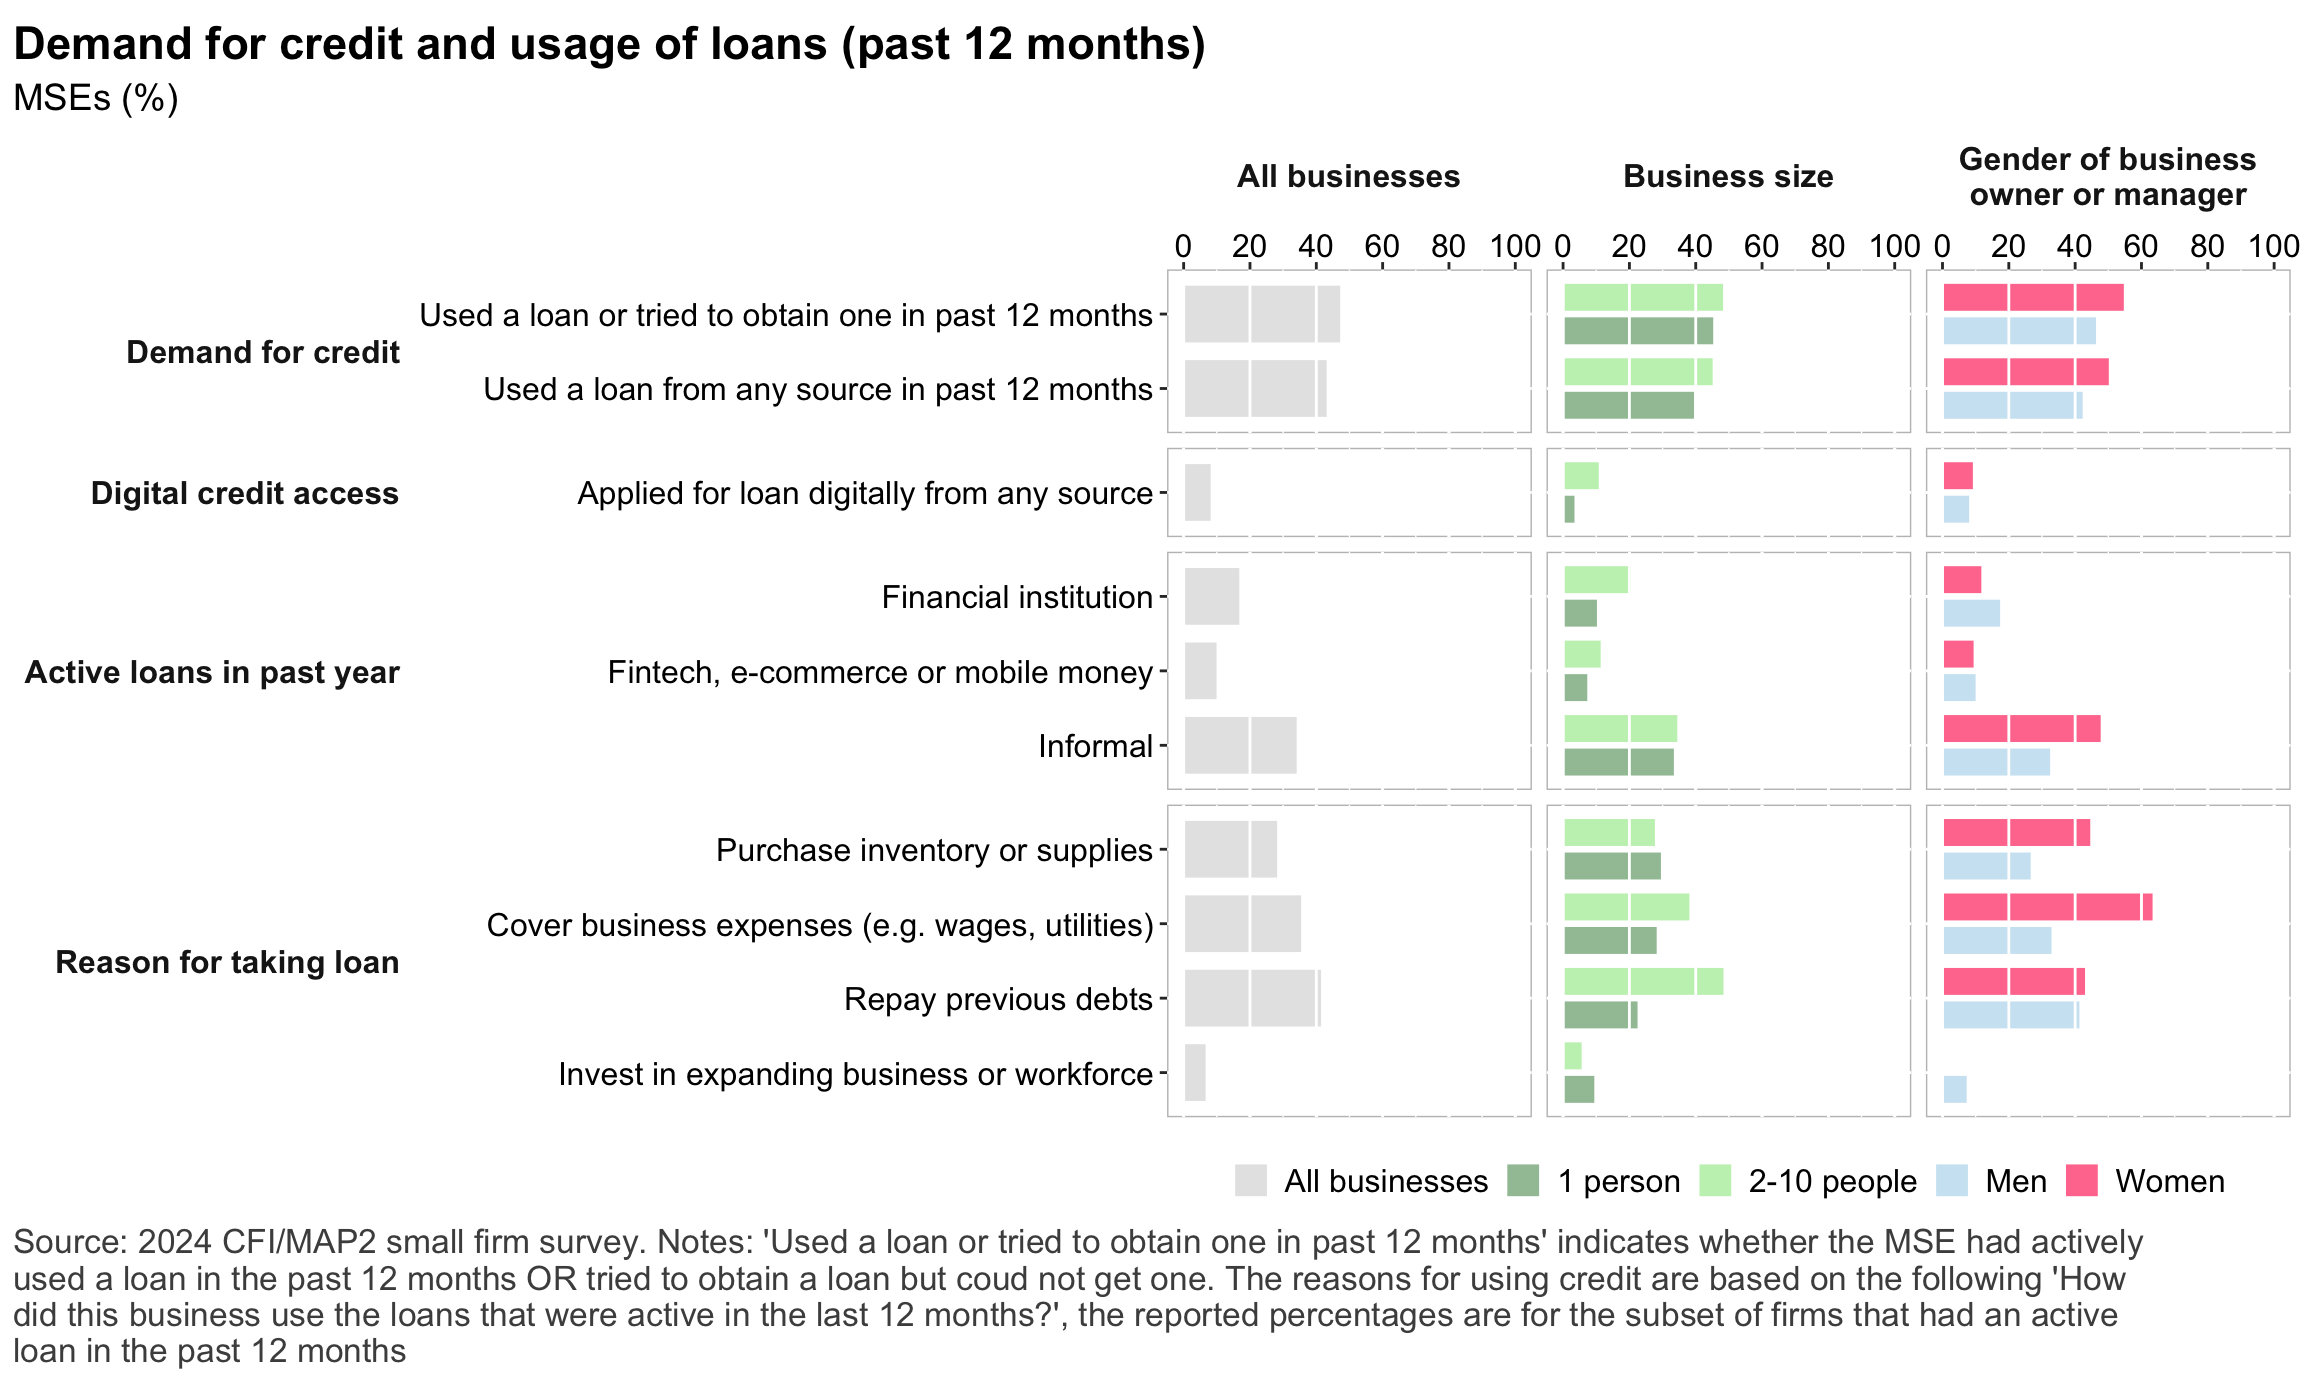 Demand for credit and usage of loans (past 12 months)
MSEs (%)
All businesses
Business size
Gender of business
owner or manager
0 20 40 60 80 100
0 20 40 60 80 100
0 20 40 60 80 100
Demand for credit
Used a loan or tried to obtain one in past 12 months
Used a loan from any source in past 12 months
Digital credit access
Applied for loan digitally from any source
Active loans in past year
Financial institution
Fintech, e-commerce or mobile money
Informal
Reason for taking loan
Purchase inventory or supplies
Cover business expenses (e.g. wages, utilities)
Repay previous debts
Invest in expanding business or workforce
All businesses 1 person 2-10 people Men Women
Source: 2024 CFI/MAP2 small firm survey. Notes: 'Used a loan or tried to obtain one in past 12 months' indicates whether the MSE had actively
used a loan in the past 12 months OR tried to obtain a loan but coud not get one. The reasons for using credit are based on the following 'How
did this business use the loans that were active in the last 12 months?', the reported percentages are for the subset of firms that had an active
loan in the past 12 months